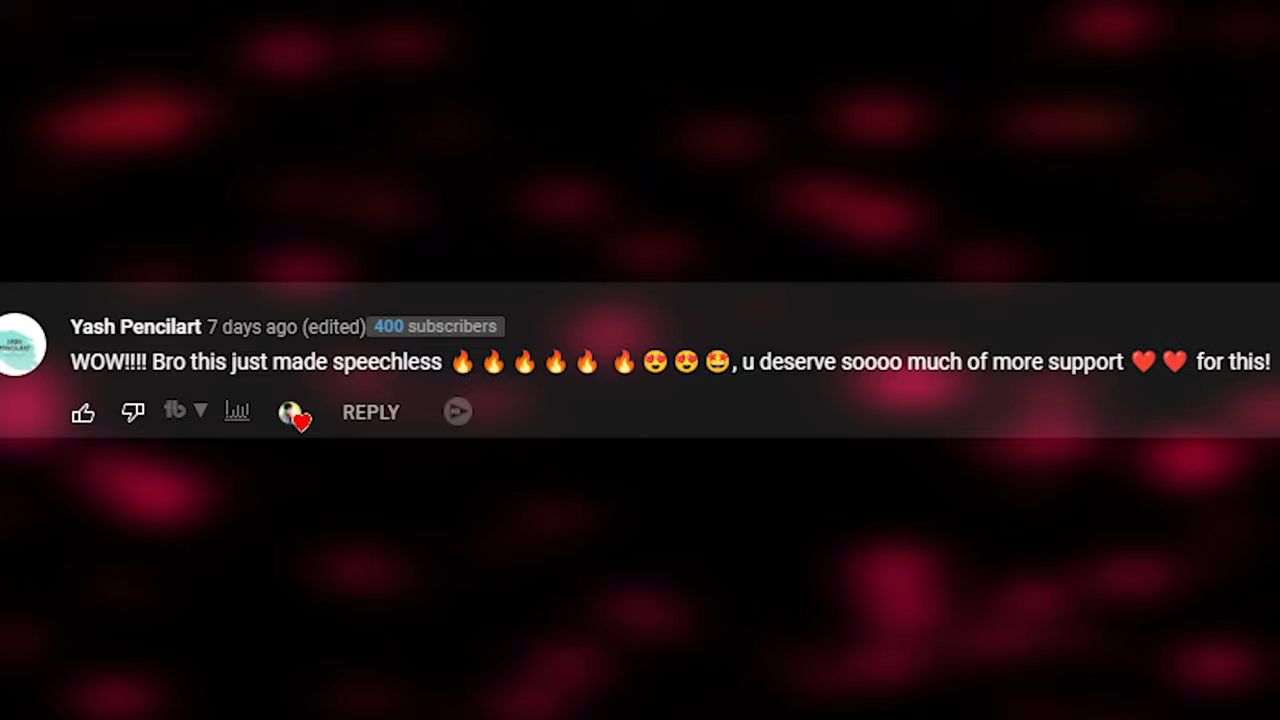 Yash Pencilart 7 days ago (edited) 400 subscribers
WOW!!!! Bro this just made speechless 🔥🔥🔥🔥🔥 🔥😍😍🤩, u deserve soooo much of more support ❤️❤️ for this!
REPLY